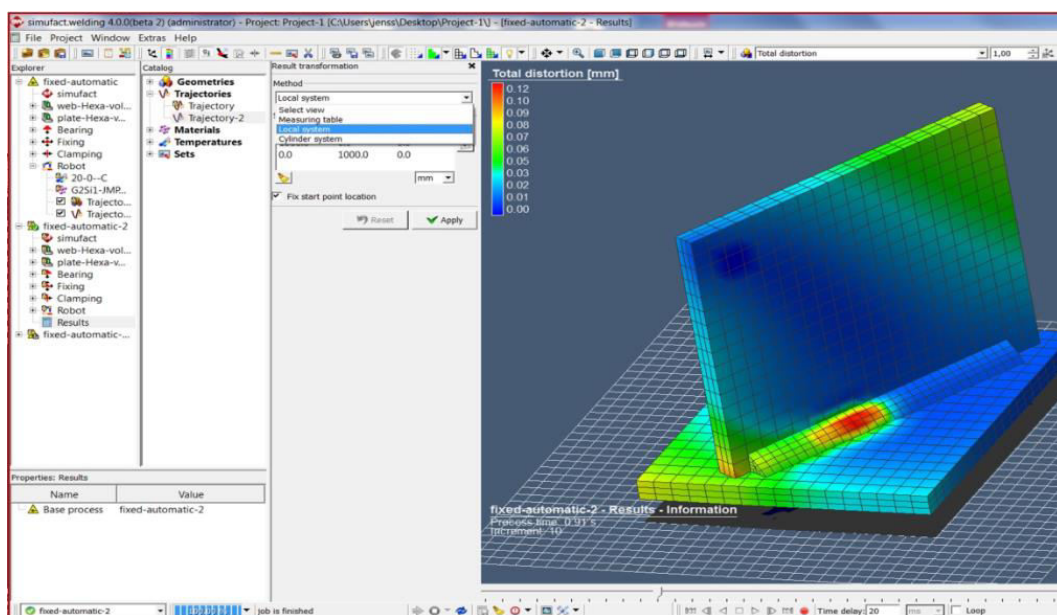 simufact.welding 4.0.0(beta 2) (administrator) - Project: Project-1 [C:\Users\jenss\Desktop\Project-1\] - [fixed-automatic-2 - Results]
File Project Window Extras Help
Total distortion
1,00
Explorer
fixed-automatic
simufact
web-Hexa-vol...
plate-Hexa-v...
Bearing
Fixing
Clamping
Robot
20-0--C
G2Si1-JMP...
Trajecto...
Trajecto...
fixed-automatic-2
simufact
web-Hexa-vol...
plate-Hexa-v...
Bearing
Fixing
Clamping
Robot
Results
fixed-automatic-...
Catalog
Geometries
Trajectories
Trajectory
Trajectory-2
Materials
Temperatures
Sets
Result transformation
Method
Local system
Select view
Measuring table
Local system
Cylinder system
0.0 1000.0 0.0
mm
Fix start point location
Reset
Apply
Total distortion [mm]
0.12
0.10
0.09
0.08
0.07
0.06
0.05
0.04
0.03
0.02
0.01
0.00
fixed-automatic-2 - Results - Information
Process time: 0.91 s
Increment: 10
Properties: Results
Name Value
Base process fixed-automatic-2
fixed-automatic-2
job is finished
Time delay: 20
ms
Loop